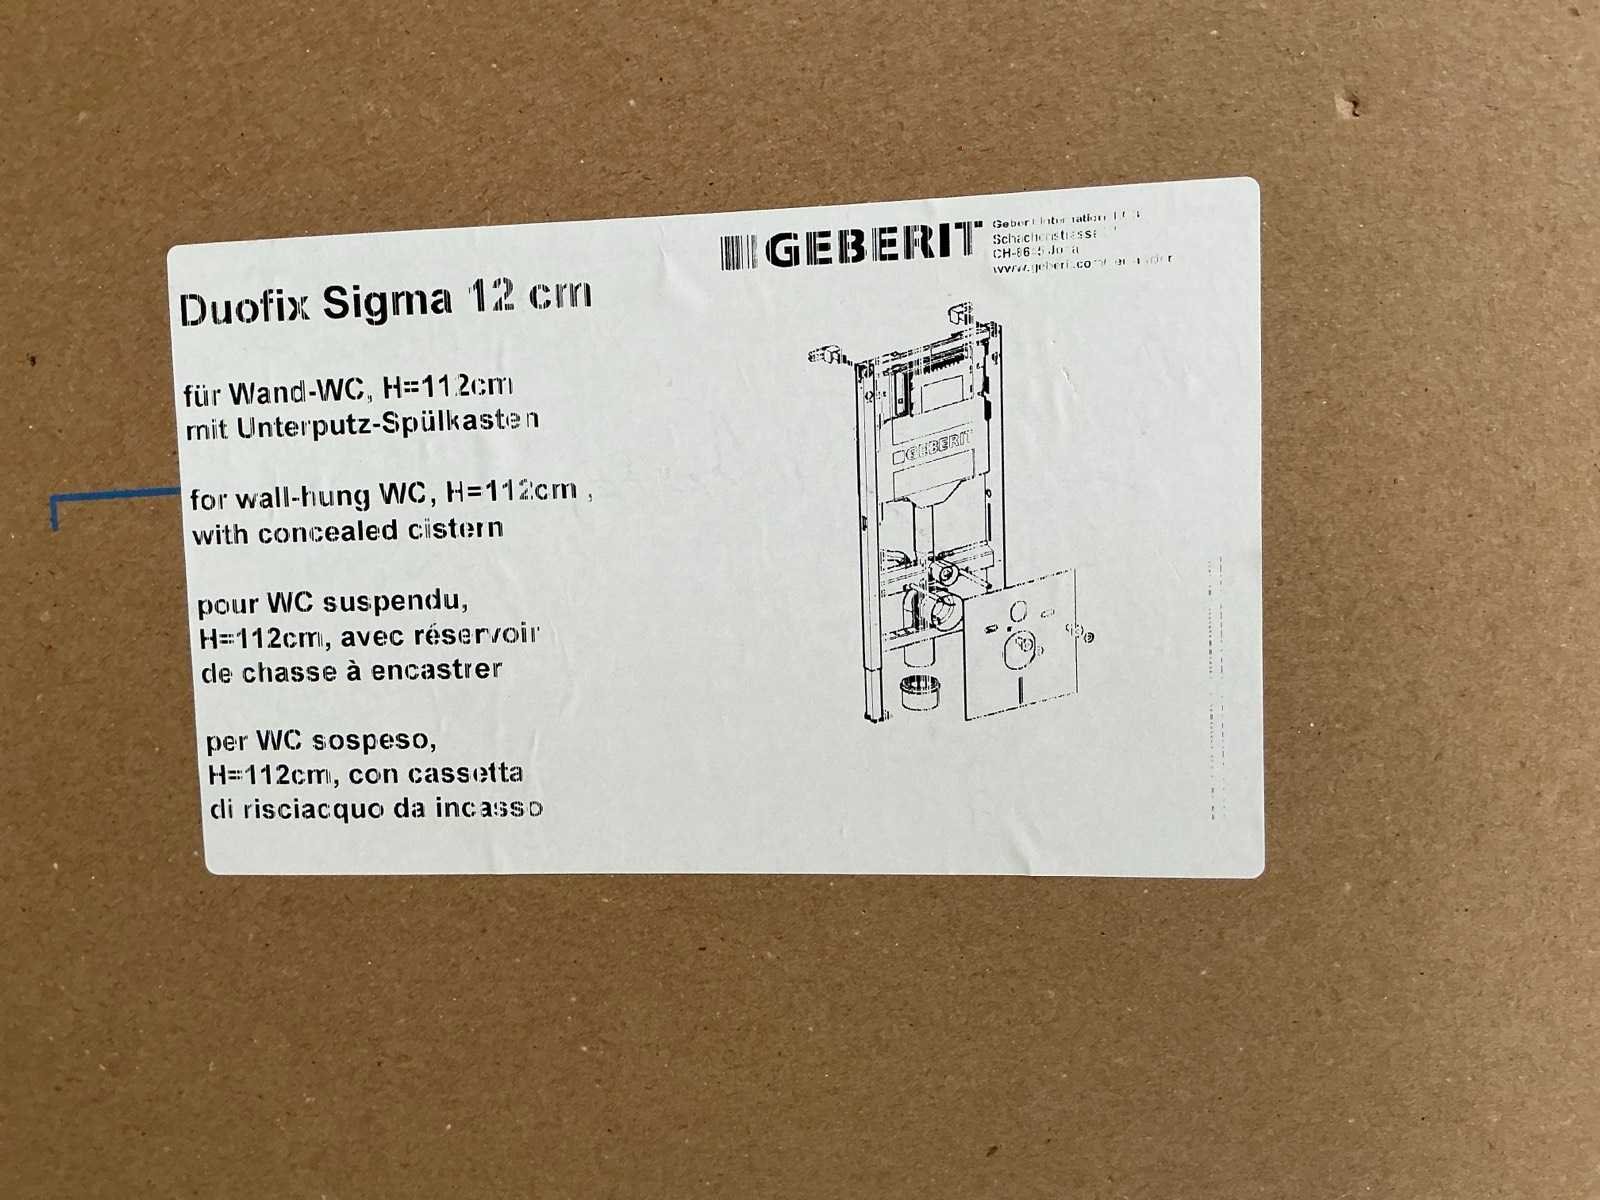 GEBERIT
Duofix Sigma 12 cm
für Wand-WC, H=112cm
mit Unterputz-Spülkasten
for wall-hung WC, H=112cm ,
with concealed cistern
pour WC suspendu,
H=112cm, avec réservoir
de chasse à encastrer
per WC sospeso,
H=112cm, con cassetta
di risciacquo da incasso
GEBERIT